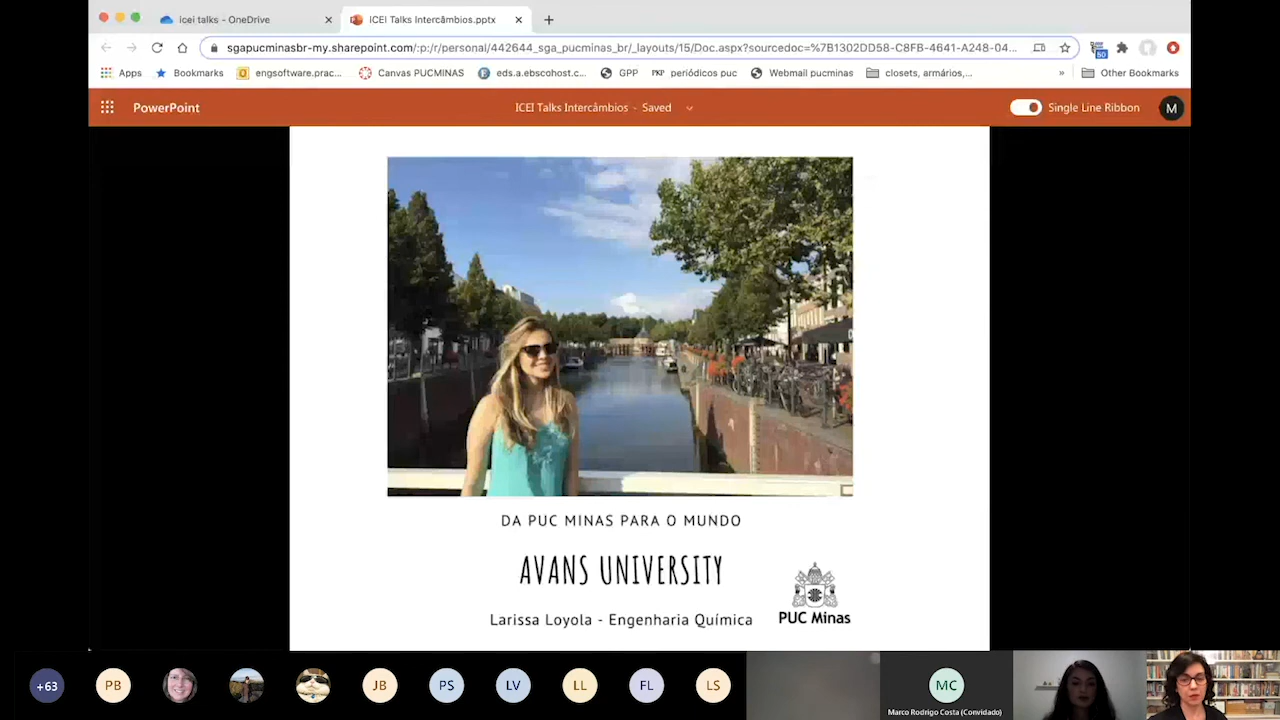 icei talks - OneDrive
ICEI Talks Intercâmbios.pptx
sgapucminasbr-my.sharepoint.com/:p:/r/personal/442644_sga_pucminas_br/_layouts/15/Doc.aspx?sourcedoc=%7B1302DD58-C8FB-4641-A248-04...
50
Apps
Bookmarks
engsoftware.prac...
Canvas PUCMINAS
eds.a.ebscohost.c...
GPP
periódicos puc
Webmail pucminas
closets, armários,...
»
Other Bookmarks
PowerPoint
ICEI Talks Intercâmbios - Saved
Single Line Ribbon
M
DA PUC MINAS PARA O MUNDO
AVANS UNIVERSITY
Larissa Loyola - Engenharia Química
PUC Minas
+63
PB
JB
PS
LV
LL
FL
LS
MC
Marco Rodrigo Costa (Convidado)